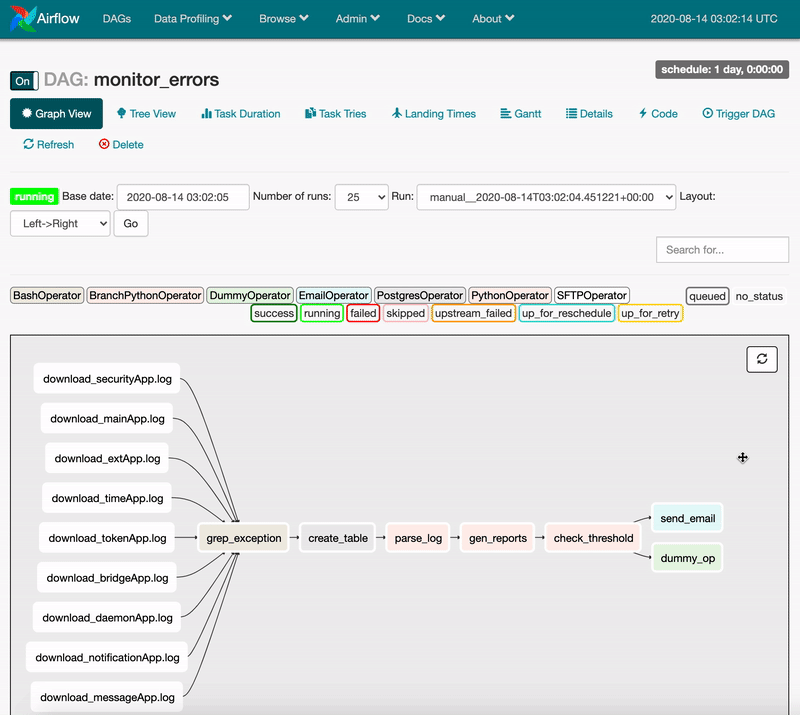 Airflow DAGs Data Profiling Browse Admin Docs About 2020-08-14 03:02:14 UTC
On DAG: monitor_errors schedule: 1 day, 0:00:00
Graph View Tree View Task Duration Task Tries Landing Times Gantt Details Code Trigger DAG
Refresh Delete
running Base date: 2020-08-14 03:02:05 Number of runs: 25 Run: manual__2020-08-14T03:02:04.451221+00:00 Layout:
Left->Right Go
Search for...
BashOperator BranchPythonOperator DummyOperator EmailOperator PostgresOperator PythonOperator SFTPOperator queued no_status
success running failed skipped upstream_failed up_for_reschedule up_for_retry
download_securityApp.log
download_mainApp.log
download_extApp.log
download_timeApp.log
download_tokenApp.log
download_bridgeApp.log
download_daemonApp.log
download_notificationApp.log
download_messageApp.log
grep_exception
create_table
parse_log
gen_reports
check_threshold
send_email
dummy_op